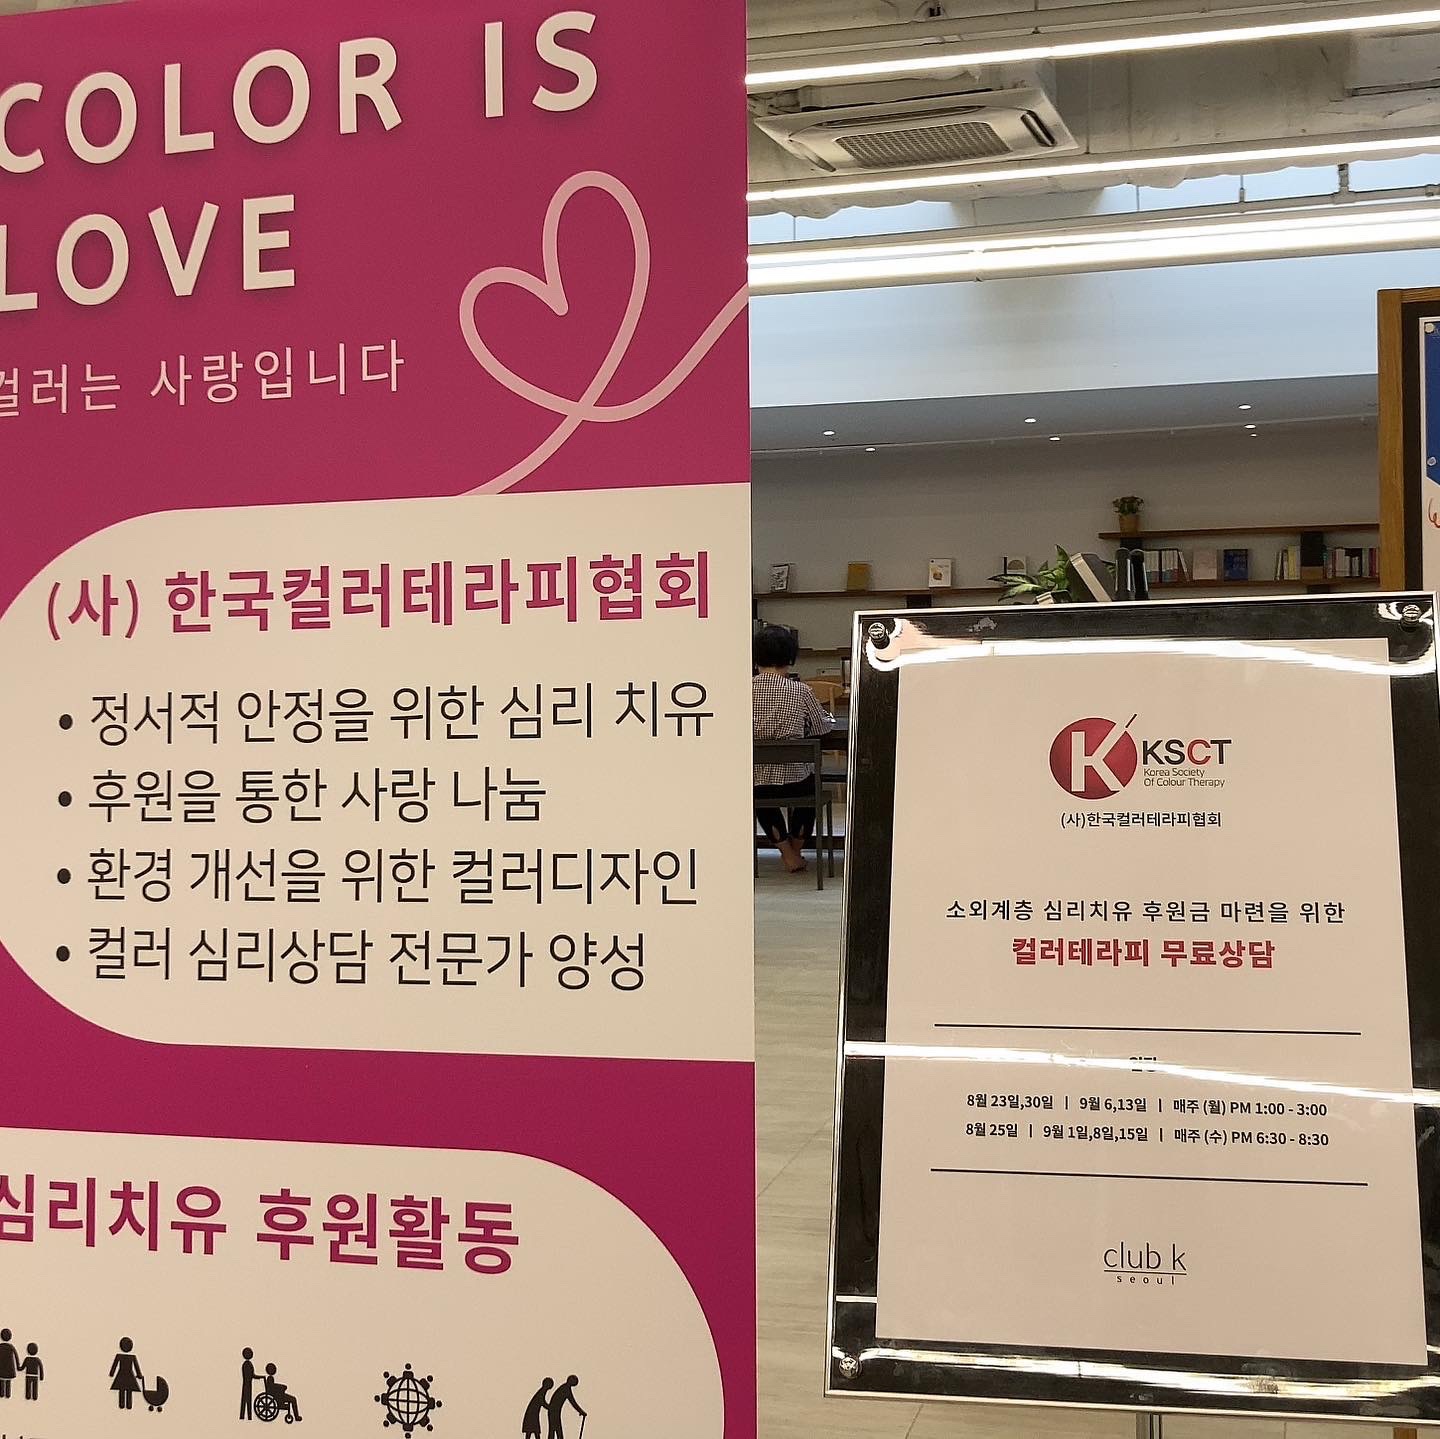 COLOR IS
LOVE
컬러는 사랑입니다
(사) 한국컬러테라피협회
• 정서적 안정을 위한 심리 치유
• 후원을 통한 사랑 나눔
• 환경 개선을 위한 컬러디자인
• 컬러 심리상담 전문가 양성
심리치유 후원활동
K KSCT
Korea Society
Of Colour Therapy
(사)한국컬러테라피협회
소외계층 심리치유 후원금 마련을 위한
컬러테라피 무료상담
8월 23일,30일 | 9월 6,13일 | 매주 (월) PM 1:00 - 3:00
8월 25일 | 9월 1일,8일,15일 | 매주 (수) PM 6:30 - 8:30
club k
seoul